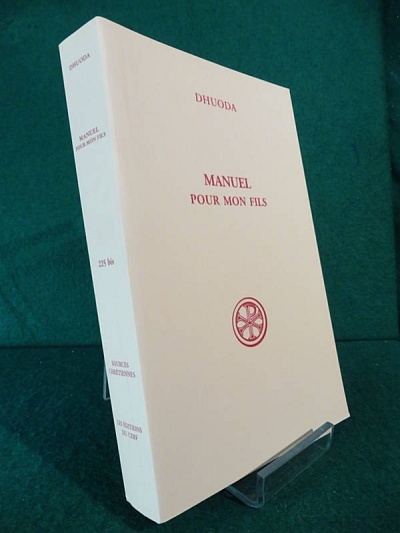 DHUODA
MANUEL
POUR MON FILS
225 bis
SOURCES
CHRÉTIENNES
LES ÉDITIONS
DU CERF
DHUODA
MANUEL
POUR MON FILS